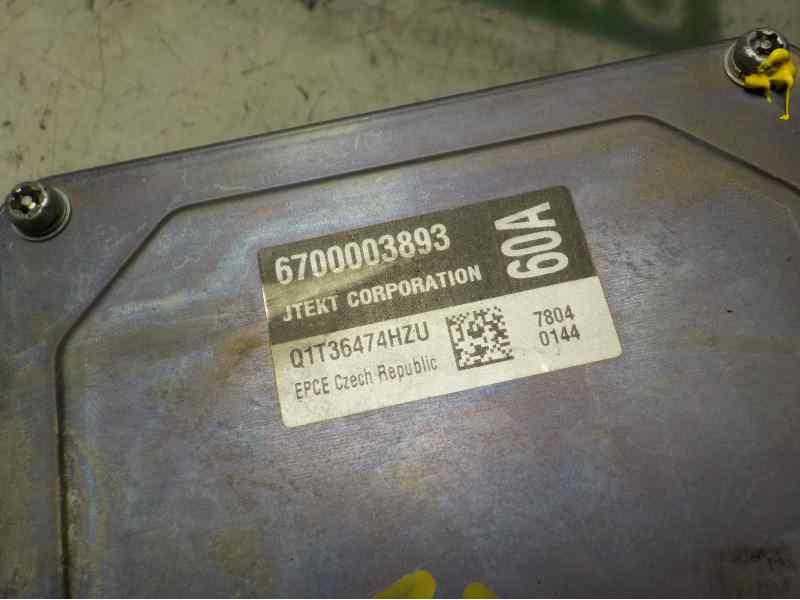 6700003893
60A
JTEKT CORPORATION
Q1T36474HZU
7804
0144
EPCE Czech Republic